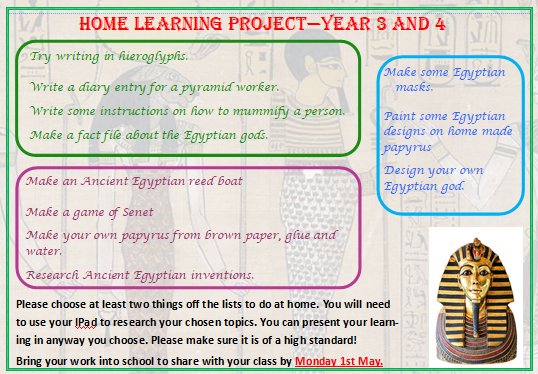 HOME LEARNING PROJECT—YEAR 3 AND 4
Try writing in hieroglyphs.
Write a diary entry for a pyramid worker.
Write some instructions on how to mummify a person.
Make a fact file about the Egyptian gods.
Make some Egyptian
masks.
Paint some Egyptian
designs on home made
papyrus
Design your own
Egyptian god.
Make an Ancient Egyptian reed boat
Make a game of Senet
Make your own papyrus from brown paper, glue and
water.
Research Ancient Egyptian inventions.
Please choose at least two things off the lists to do at home. You will need
to use your IPad to research your chosen topics. You can present your learn-
ing in anyway you choose. Please make sure it is of a high standard!
Bring your work into school to share with your class by Monday 1st May.